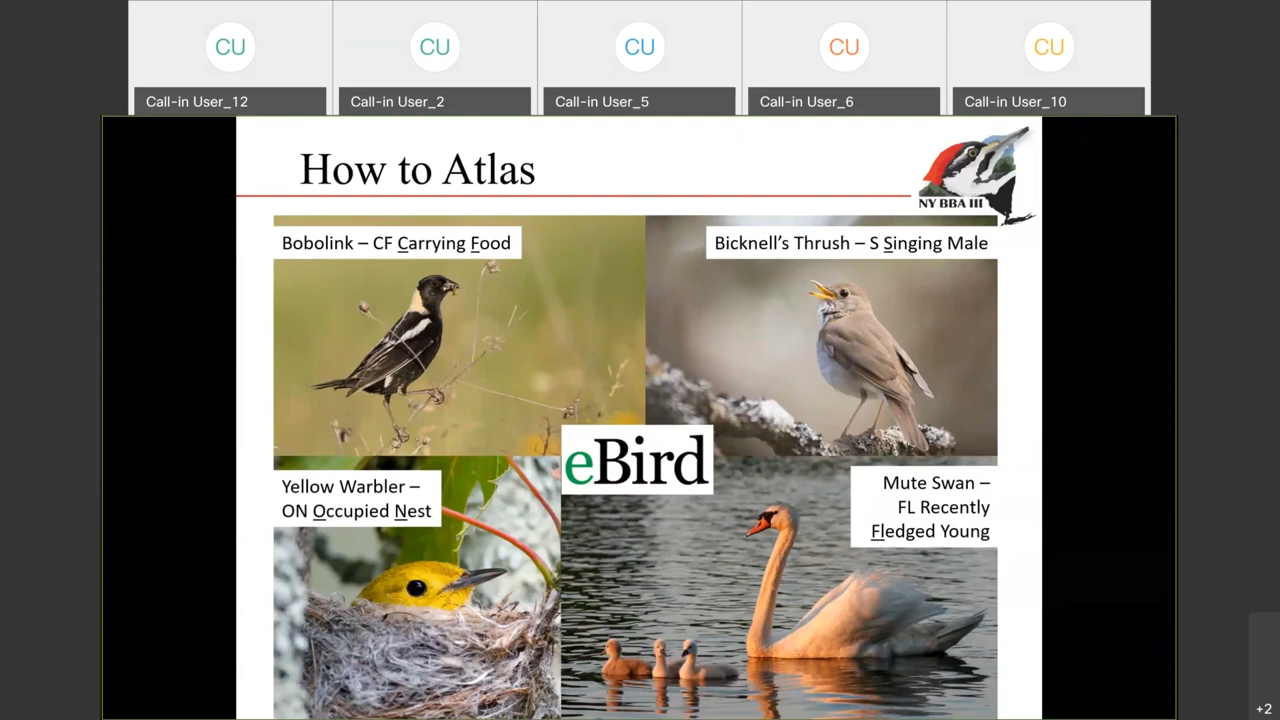 CU
CU
CU
CU
CU
Call-in User_12
Call-in User_2
Call-in User_5
Call-in User_6
Call-in User_10
How to Atlas
NY BBA III
Bobolink – CF Carrying Food
Bicknell's Thrush – S Singing Male
eBird
Yellow Warbler –
ON Occupied Nest
Mute Swan –
FL Recently
Fledged Young
+2